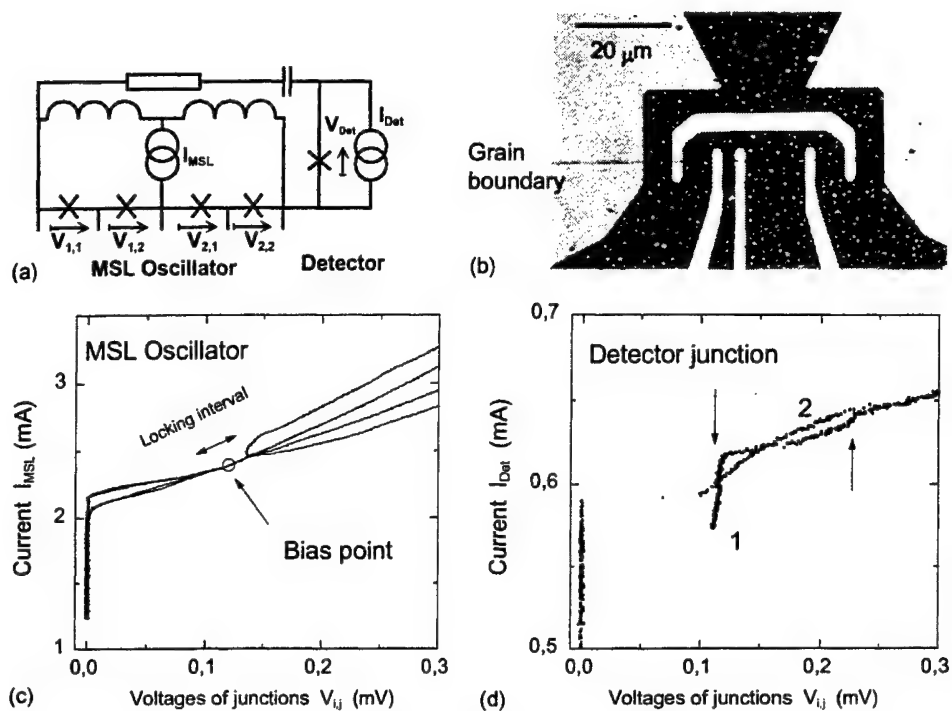 I_MSL
V_Det
I_Det
V_1,1
V_1,2
V_2,1
V_2,2
(a)
MSL Oscillator
Detector
20 μm
Grain
boundary
(b)
MSL Oscillator
Locking interval
Bias point
Current I_MSL (mA)
3
2
1
0,0
0,1
0,2
0,3
(c)
Voltages of junctions V_i,j (mV)
Detector junction
2
1
Current I_Det (mA)
0,7
0,6
0,5
0,0
0,1
0,2
0,3
(d)
Voltages of junctions V_i,j (mV)